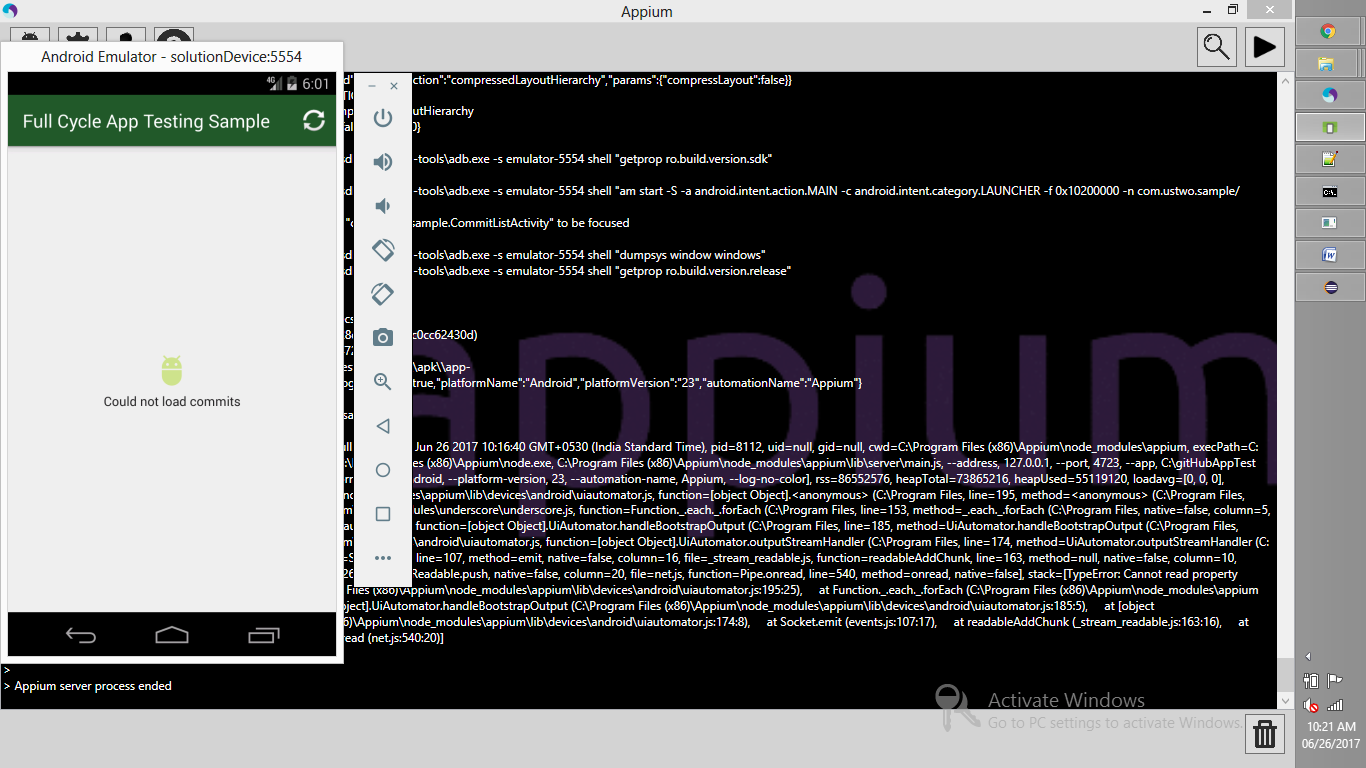 Appium
Android Emulator - solutionDevice:5554
4G
6:01
Full Cycle App Testing Sample
Could not load commits
ction":"compressedLayoutHierarchy","params":{"compressLayout":false}}
utHierarchy
0}
-tools\adb.exe -s emulator-5554 shell "getprop ro.build.version.sdk"
-tools\adb.exe -s emulator-5554 shell "am start -S -a android.intent.action.MAIN -c android.intent.category.LAUNCHER -f 0x10200000 -n com.ustwo.sample/
ample.CommitListActivity" to be focused
-tools\adb.exe -s emulator-5554 shell "dumpsys window windows"
-tools\adb.exe -s emulator-5554 shell "getprop ro.build.version.release"
c0cc62430d)
\apk\\app-
true,"platformName":"Android","platformVersion":"23","automationName":"Appium"}
Jun 26 2017 10:16:40 GMT+0530 (India Standard Time), pid=8112, uid=null, gid=null, cwd=C:\Program Files (x86)\Appium\node_modules\appium, execPath=C:
es (x86)\Appium\node.exe, C:\Program Files (x86)\Appium\node_modules\appium\lib\server\main.js, --address, 127.0.0.1, --port, 4723, --app, C:\gitHubAppTest
ndroid, --platform-version, 23, --automation-name, Appium, --log-no-color], rss=86552576, heapTotal=73865216, heapUsed=55119120, loadavg=[0, 0, 0],
es\appium\lib\devices\android\uiautomator.js, function=[object Object].<anonymous> (C:\Program Files, line=195, method=<anonymous> (C:\Program Files,
ules\underscore\underscore.js, function=Function._.each._.forEach (C:\Program Files, line=153, method=_.each._.forEach (C:\Program Files, native=false, column=5,
function=[object Object].UiAutomator.handleBootstrapOutput (C:\Program Files, line=185, method=UiAutomator.handleBootstrapOutput (C:\Program Files,
\android\uiautomator.js, function=[object Object].UiAutomator.outputStreamHandler (C:\Program Files, line=174, method=UiAutomator.outputStreamHandler (C:
line=107, method=emit, native=false, column=16, file=_stream_readable.js, function=readableAddChunk, line=163, method=null, native=false, column=10,
Readable.push, native=false, column=20, file=net.js, function=Pipe.onread, line=540, method=onread, native=false], stack=[TypeError: Cannot read property
Files (x86)\Appium\node_modules\appium\lib\devices\android\uiautomator.js:195:25), at Function._.each._.forEach (C:\Program Files (x86)\Appium\node_modules\appium
ject].UiAutomator.handleBootstrapOutput (C:\Program Files (x86)\Appium\node_modules\appium\lib\devices\android\uiautomator.js:185:5), at [object
6)\Appium\node_modules\appium\lib\devices\android\uiautomator.js:174:8), at Socket.emit (events.js:107:17), at readableAddChunk (_stream_readable.js:163:16), at
read (net.js:540:20)]
>
> Appium server process ended
appium
Activate Windows
Go to PC settings to activate Windows.
10:21 AM
06/26/2017